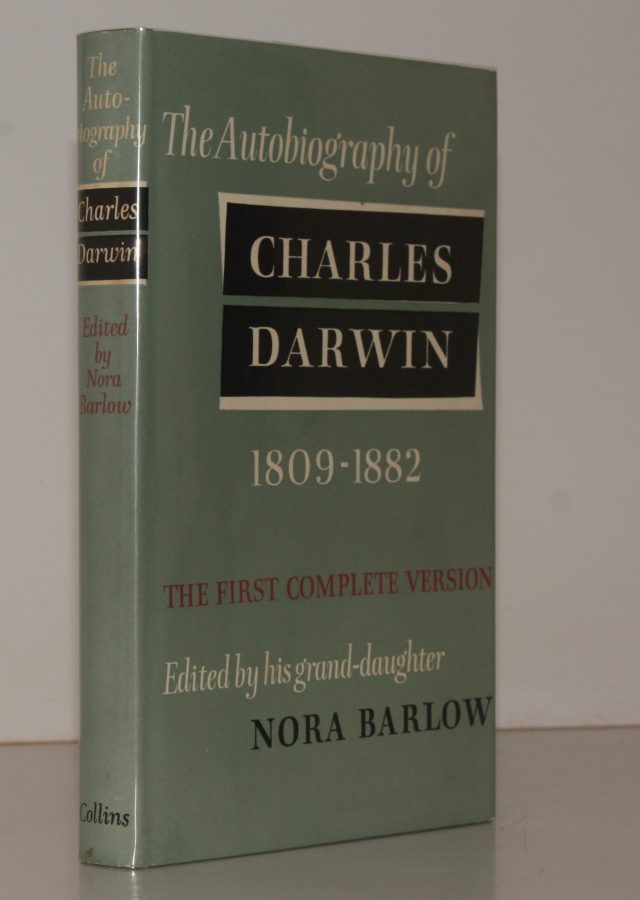 The
Auto-
biography
of
Charles
Darwin
Edited
by
Nora
Barlow
Collins
The Autobiography of
CHARLES
DARWIN
1809-1882
THE FIRST COMPLETE VERSION
Edited by his grand-daughter
NORA BARLOW